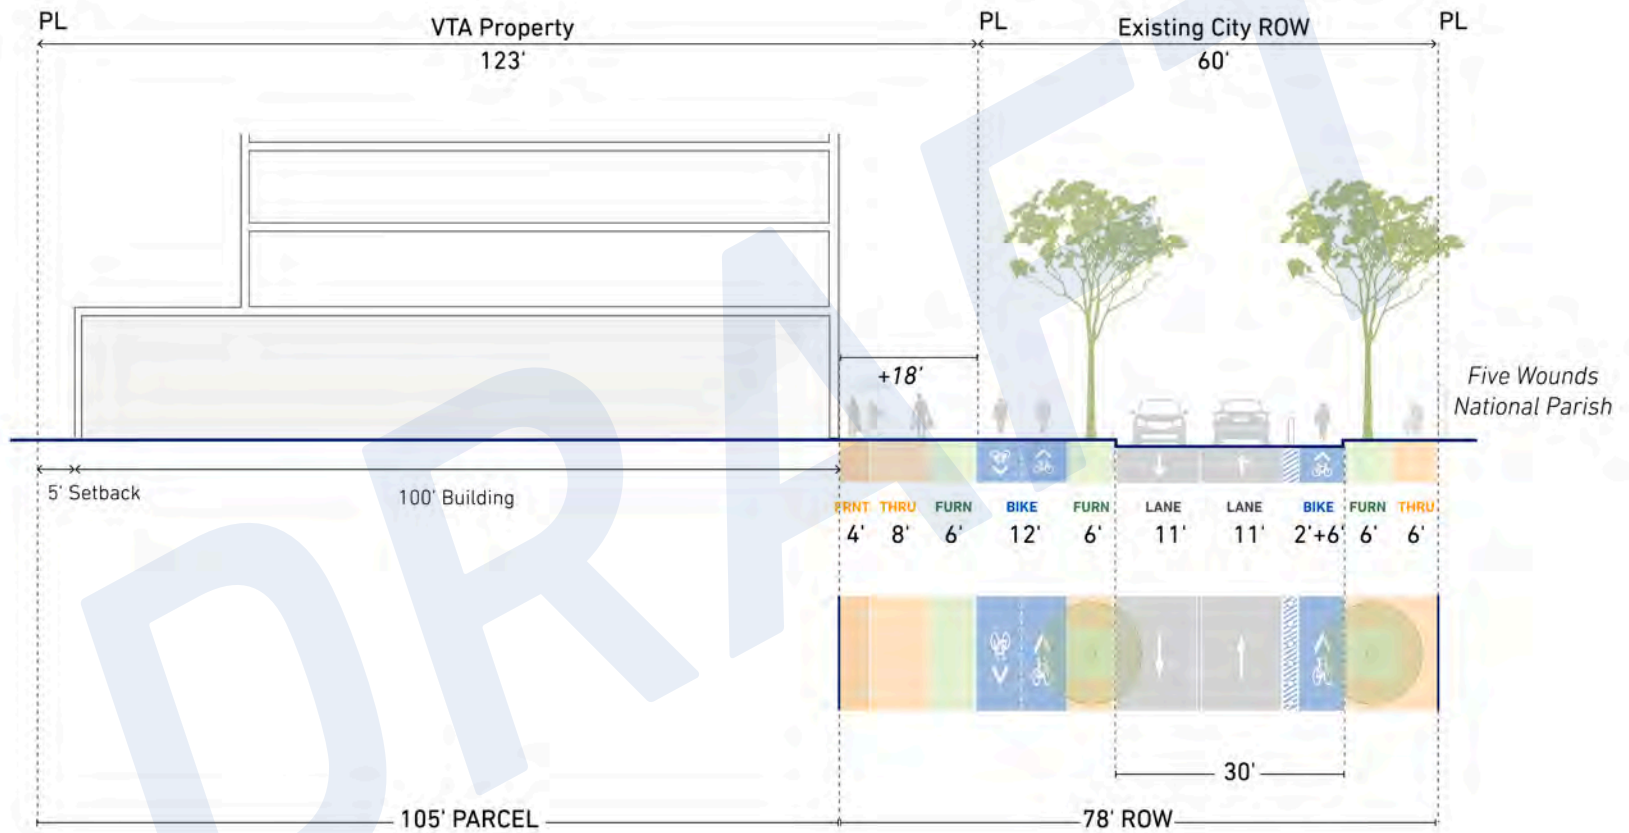 PL
VTA Property
PL
Existing City ROW
PL
123'
60'
DRAFT
+18'
Five Wounds
National Parish
5' Setback
100' Building
FRNT THRU FURN BIKE FURN LANE LANE BIKE FURN THRU
4' 8' 6' 12' 6' 11' 11' 2'+6' 6' 6'
30'
105' PARCEL
78' ROW